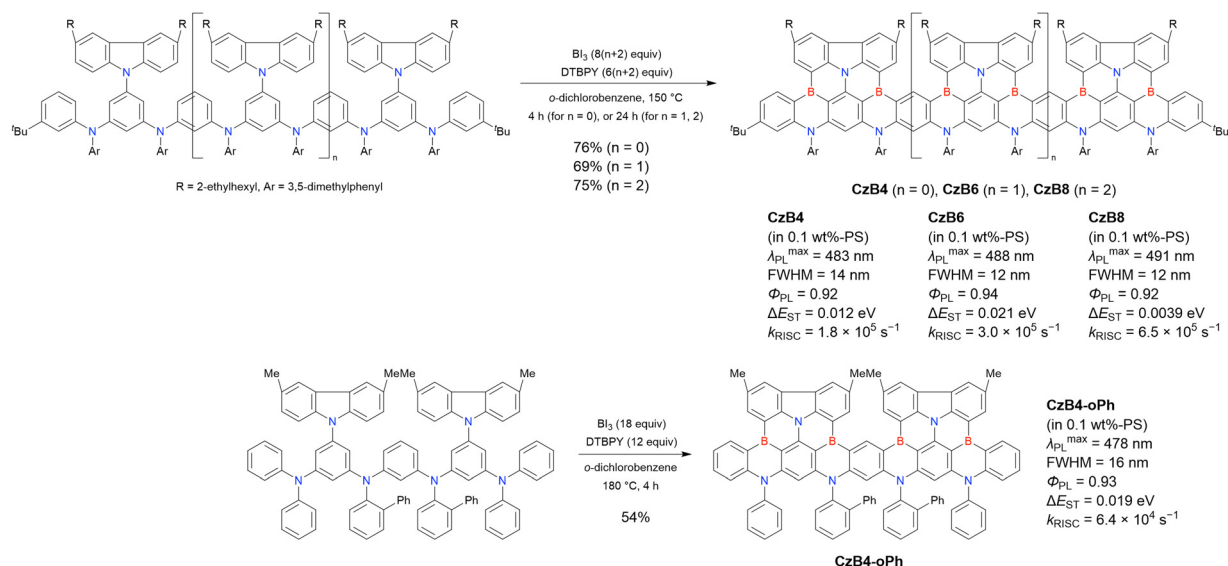 R R R R R R
N N N
ᵗBu N N N N N N ᵗBu
Ar Ar Ar Ar Ar Ar
n
R = 2-ethylhexyl, Ar = 3,5-dimethylphenyl
BI₃ (8(n+2) equiv)
DTBPY (6(n+2) equiv)
o-dichlorobenzene, 150 °C
4 h (for n = 0), or 24 h (for n = 1, 2)
76% (n = 0)
69% (n = 1)
75% (n = 2)
R R R R R R
N N N
B B B B B B
ᵗBu N N N N N N ᵗBu
Ar Ar Ar Ar Ar Ar
n
CzB4 (n = 0), CzB6 (n = 1), CzB8 (n = 2)
CzB4
(in 0.1 wt%-PS)
λPLᵐᵃˣ = 483 nm
FWHM = 14 nm
ΦPL = 0.92
ΔEST = 0.012 eV
kRISC = 1.8 × 10⁵ s⁻¹
CzB6
(in 0.1 wt%-PS)
λPLᵐᵃˣ = 488 nm
FWHM = 12 nm
ΦPL = 0.94
ΔEST = 0.021 eV
kRISC = 3.0 × 10⁵ s⁻¹
CzB8
(in 0.1 wt%-PS)
λPLᵐᵃˣ = 491 nm
FWHM = 12 nm
ΦPL = 0.92
ΔEST = 0.0039 eV
kRISC = 6.5 × 10⁵ s⁻¹
Me MeMe Me
N N
N N N N
Ph Ph
BI₃ (18 equiv)
DTBPY (12 equiv)
o-dichlorobenzene
180 °C, 4 h
54%
Me MeMe Me
N N
B B B B
N N N N
Ph Ph
CzB4-oPh
CzB4-oPh
(in 0.1 wt%-PS)
λPLᵐᵃˣ = 478 nm
FWHM = 16 nm
ΦPL = 0.93
ΔEST = 0.019 eV
kRISC = 6.4 × 10⁴ s⁻¹